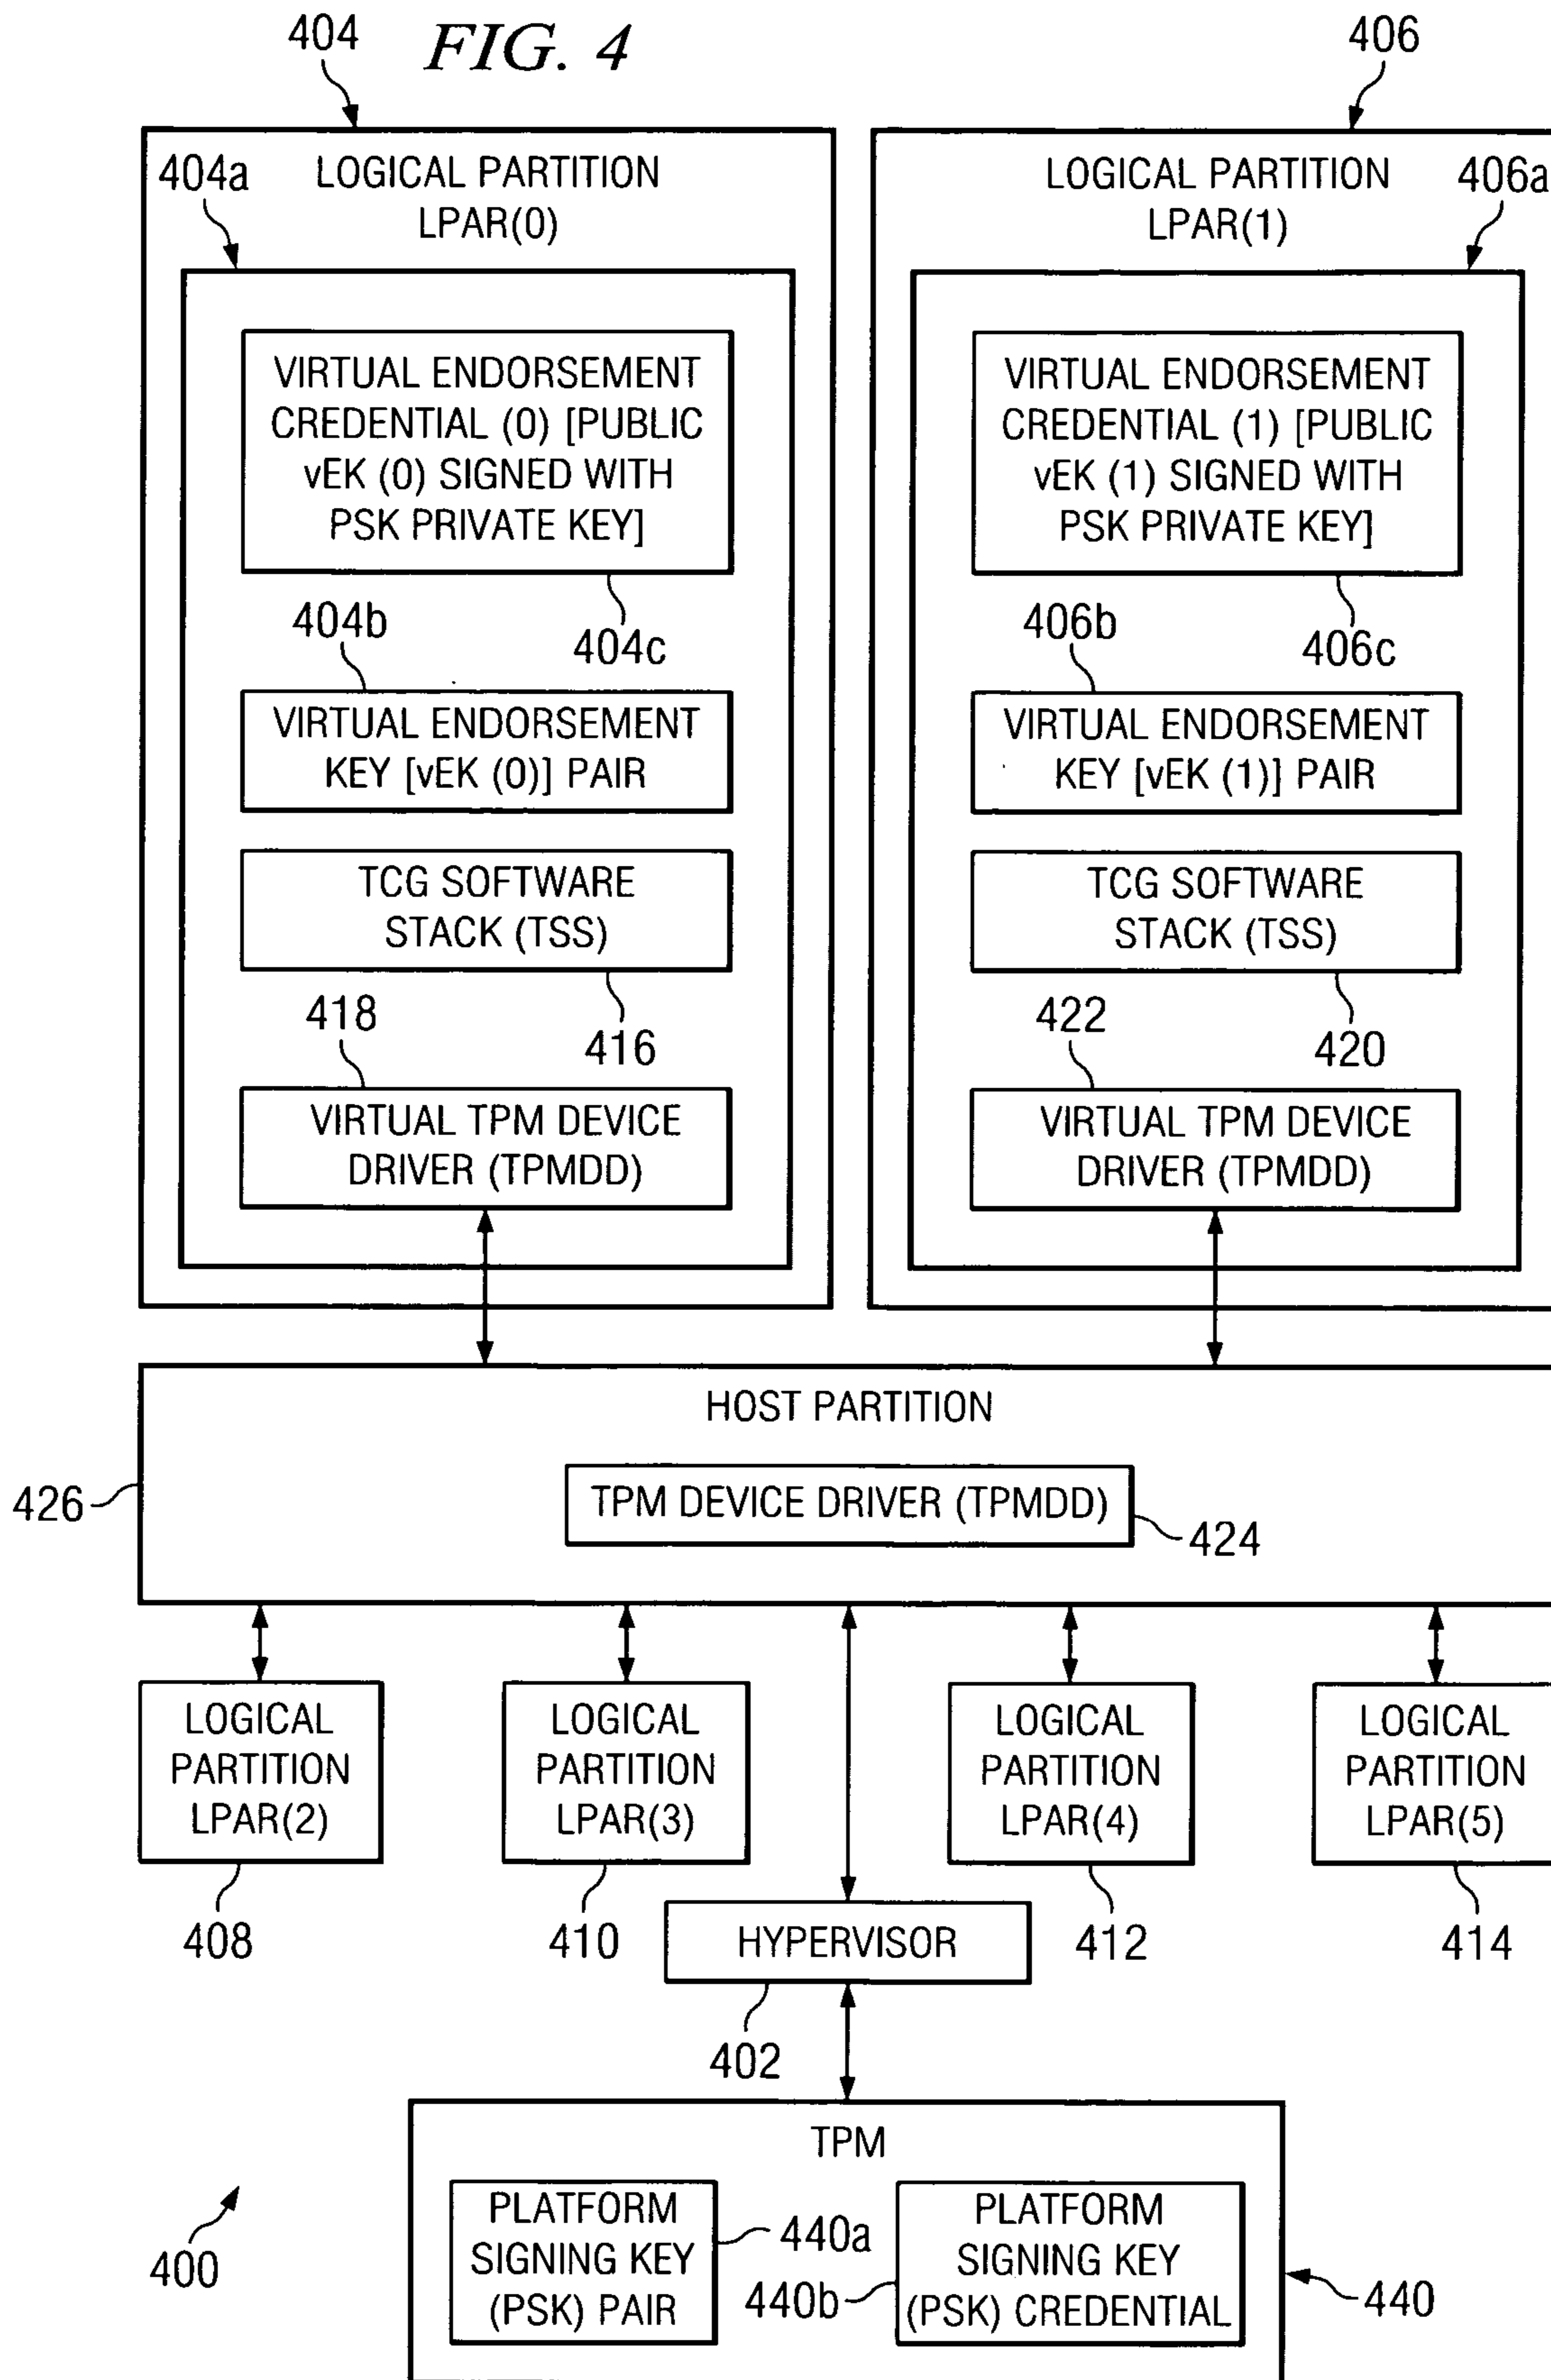 404
FIG. 4
406
404a
LOGICAL PARTITION
LPAR(0)
LOGICAL PARTITION
LPAR(1)
406a
VIRTUAL ENDORSEMENT
CREDENTIAL (0) [PUBLIC
vEK (0) SIGNED WITH
PSK PRIVATE KEY]
VIRTUAL ENDORSEMENT
CREDENTIAL (1) [PUBLIC
vEK (1) SIGNED WITH
PSK PRIVATE KEY]
404b
404c
406b
406c
VIRTUAL ENDORSEMENT
KEY [vEK (0)] PAIR
VIRTUAL ENDORSEMENT
KEY [vEK (1)] PAIR
TCG SOFTWARE
STACK (TSS)
TCG SOFTWARE
STACK (TSS)
418
416
422
420
VIRTUAL TPM DEVICE
DRIVER (TPMDD)
VIRTUAL TPM DEVICE
DRIVER (TPMDD)
HOST PARTITION
426
TPM DEVICE DRIVER (TPMDD)
424
LOGICAL
PARTITION
LPAR(2)
LOGICAL
PARTITION
LPAR(3)
LOGICAL
PARTITION
LPAR(4)
LOGICAL
PARTITION
LPAR(5)
408
410
HYPERVISOR
412
414
402
TPM
400
PLATFORM
SIGNING KEY
(PSK) PAIR
440a
440b
PLATFORM
SIGNING KEY
(PSK) CREDENTIAL
440